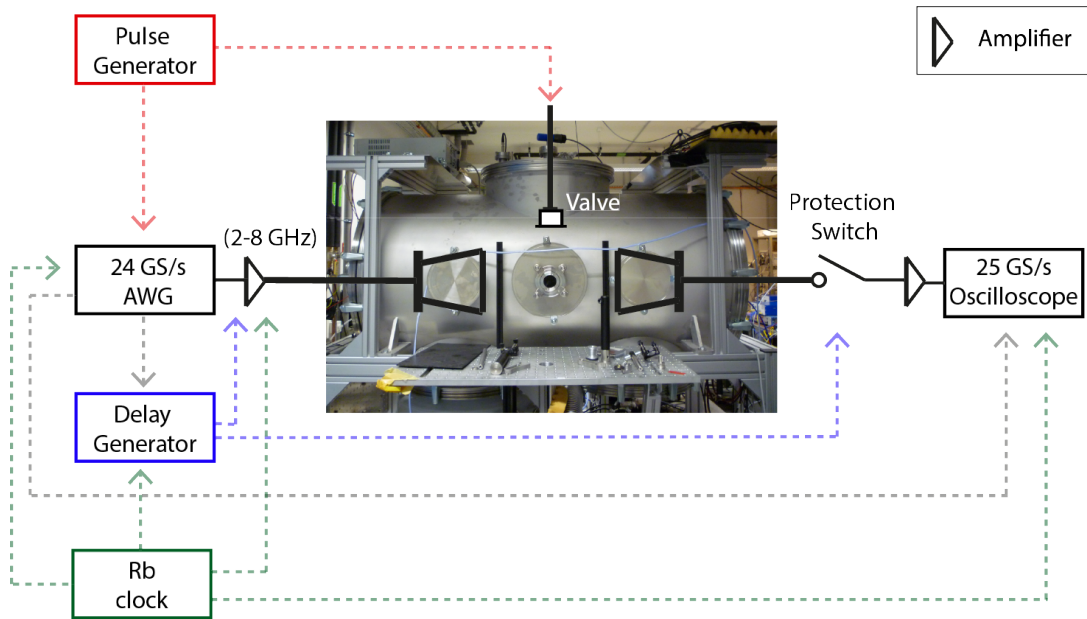 Pulse
Generator
Amplifier
Valve
Protection
Switch
(2-8 GHz)
24 GS/s
AWG
25 GS/s
Oscilloscope
Delay
Generator
Rb
clock